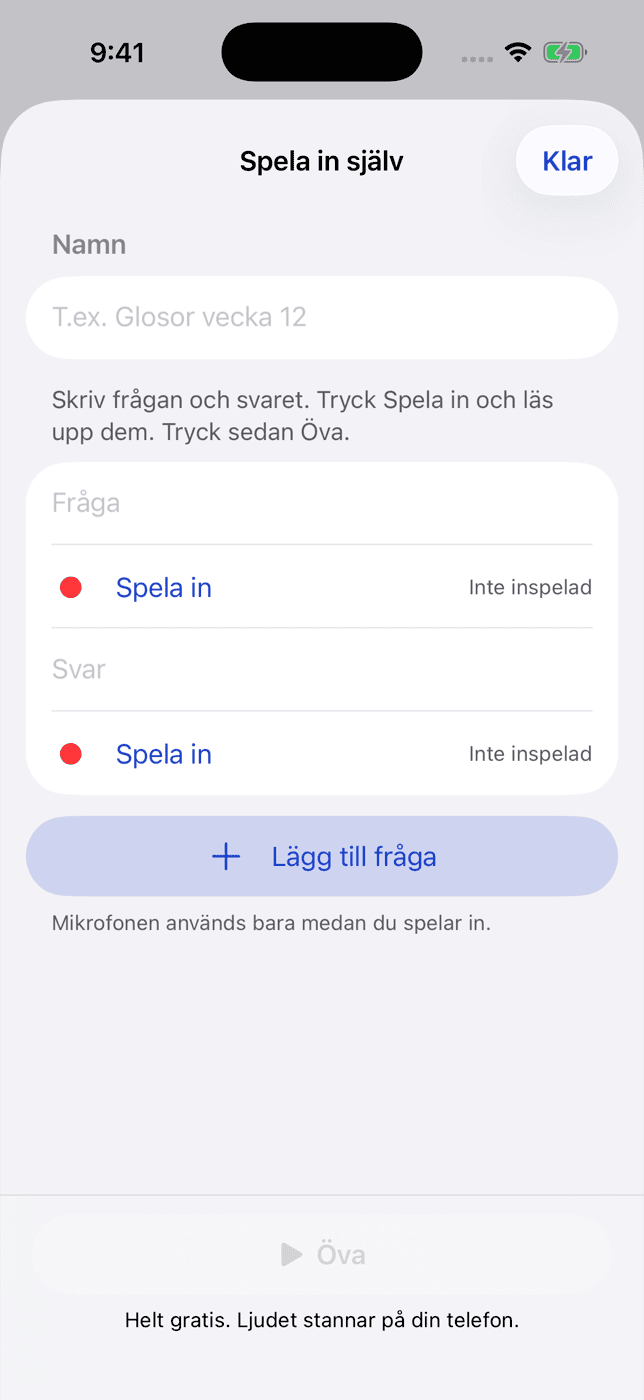 9:41
Spela in själv
Klar
Namn
T.ex. Glosor vecka 12
Skriv frågan och svaret. Tryck Spela in och läs
upp dem. Tryck sedan Öva.
Fråga
Spela in
Inte inspelad
Svar
Spela in
Inte inspelad
Lägg till fråga
Mikrofonen används bara medan du spelar in.
Öva
Helt gratis. Ljudet stannar på din telefon.